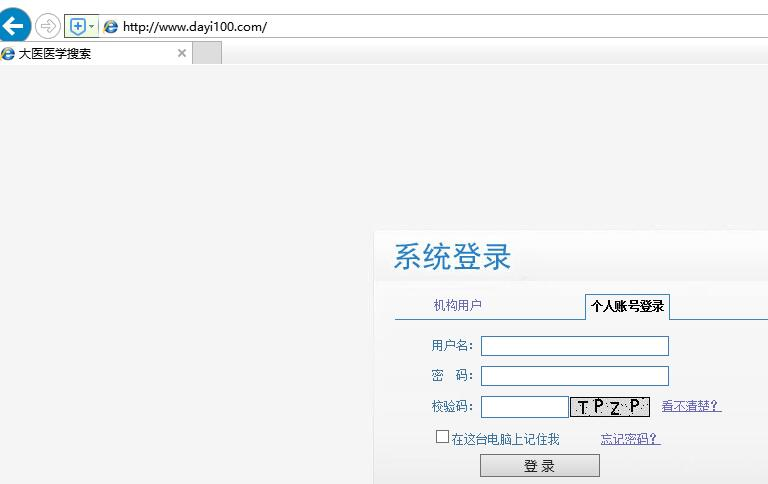 http://www.dayi100.com/
大医医学搜索
系统登录
机构用户 个人账号登录
用户名:
密 码:
校验码: TPZP 看不清楚？
在这台电脑上记住我 忘记密码？
登 录